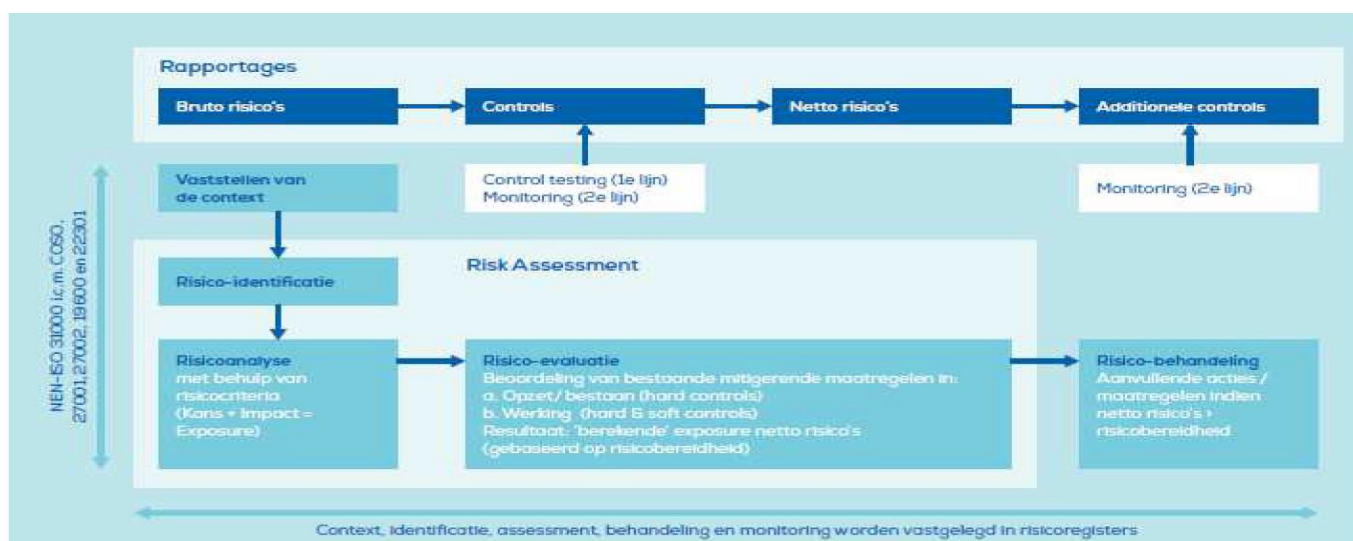 Rapportages
Bruto risico's
Controls
Netto risico's
Additionele controls
Vaststellen van
de context
Control testing (1e lijn)
Monitoring (2e lijn)
Monitoring (2e lijn)
NEN-ISO 31000 i.c.m. COSO,
27001, 27002, 19600 en 22301
Risk Assessment
Risico-identificatie
Risicoanalyse
met behulp van
risicocriteria
(Kans + Impact =
Exposure)
Risico-evaluatie
Beoordeling van bestaande mitigerende maatregelen in:
a. Opzet/ bestaan (hard controls)
b. Werking (hard & soft controls)
Resultaat: 'berekende' exposure netto risico's
(gebaseerd op risicobereidheid)
Risico-behandeling
Aanvullende acties /
maatregelen indien
netto risico's >
risicobereidheid
Context, identificatie, assessment, behandeling en monitoring worden vastgelegd in risicoregisters